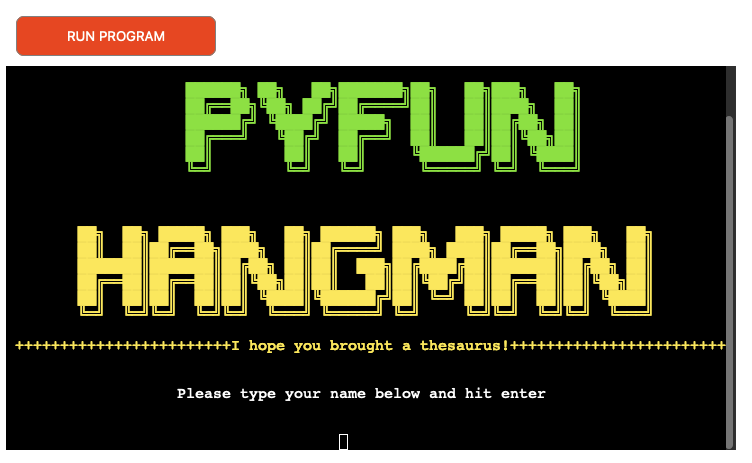 RUN PROGRAM
PYFUN
HANGMAN
++++++++++++++++++++++++I hope you brought a thesaurus!++++++++++++++++++++++++
Please type your name below and hit enter